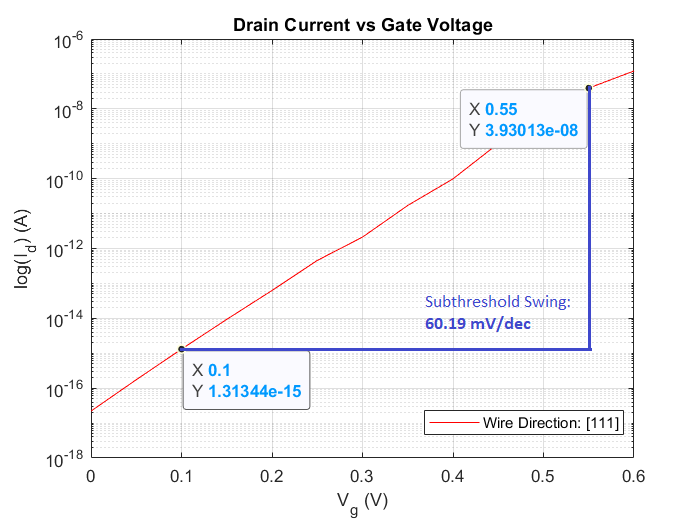 Drain Current vs Gate Voltage
10^-6
10^-8
10^-10
10^-12
10^-14
10^-16
10^-18
log(I_d) (A)
X 0.55
Y 3.93013e-08
Subthreshold Swing:
60.19 mV/dec
X 0.1
Y 1.31344e-15
Wire Direction: [111]
0 0.1 0.2 0.3 0.4 0.5 0.6
V_g (V)